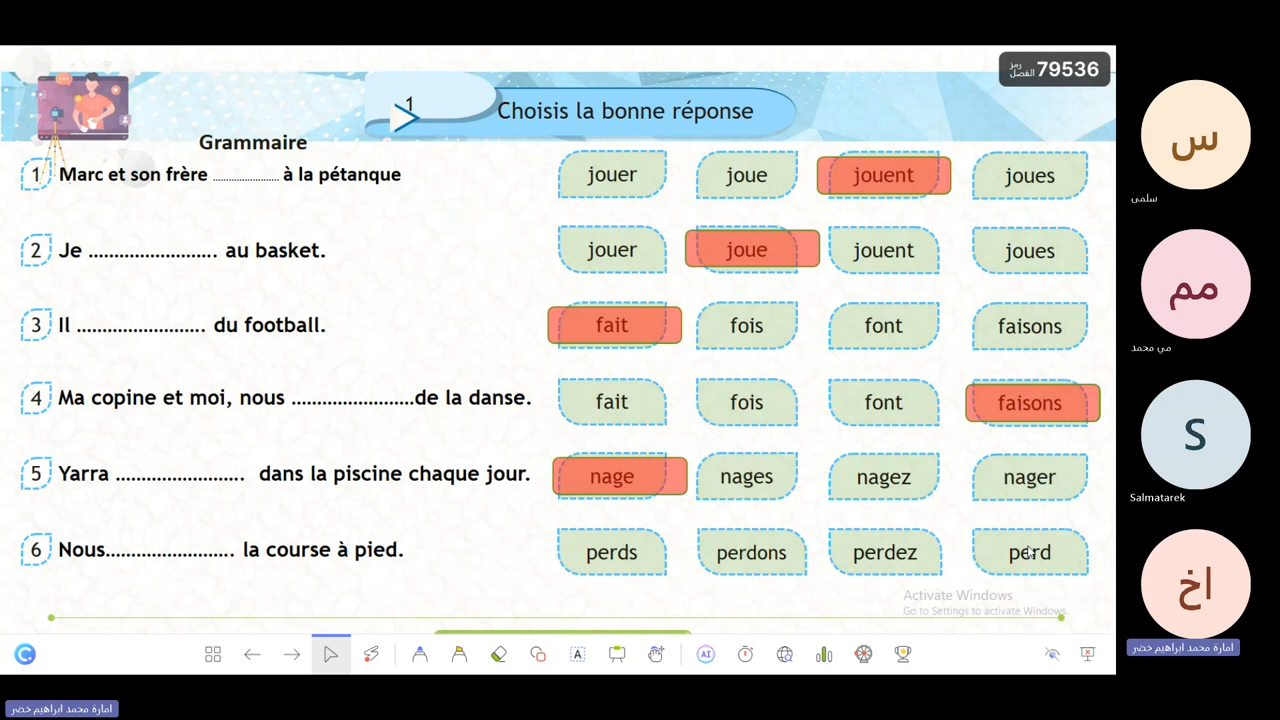 79536
رمز
الفصل
1
Choisis la bonne réponse
Grammaire
1 Marc et son frère ........................ à la pétanque
jouer joue jouent joues
2 Je ......................... au basket.
jouer joue jouent joues
3 Il ......................... du football.
fait fois font faisons
4 Ma copine et moi, nous ........................de la danse.
fait fois font faisons
5 Yarra ......................... dans la piscine chaque jour.
nage nages nagez nager
6 Nous......................... la course à pied.
perds perdons perdez perd
Activate Windows
Go to Settings to activate Windows.
A
AI
س
سلمى
مم
مي محمد
S
Salmatarek
اخ
امارة محمد ابراهيم خضر
امارة محمد ابراهيم خضر